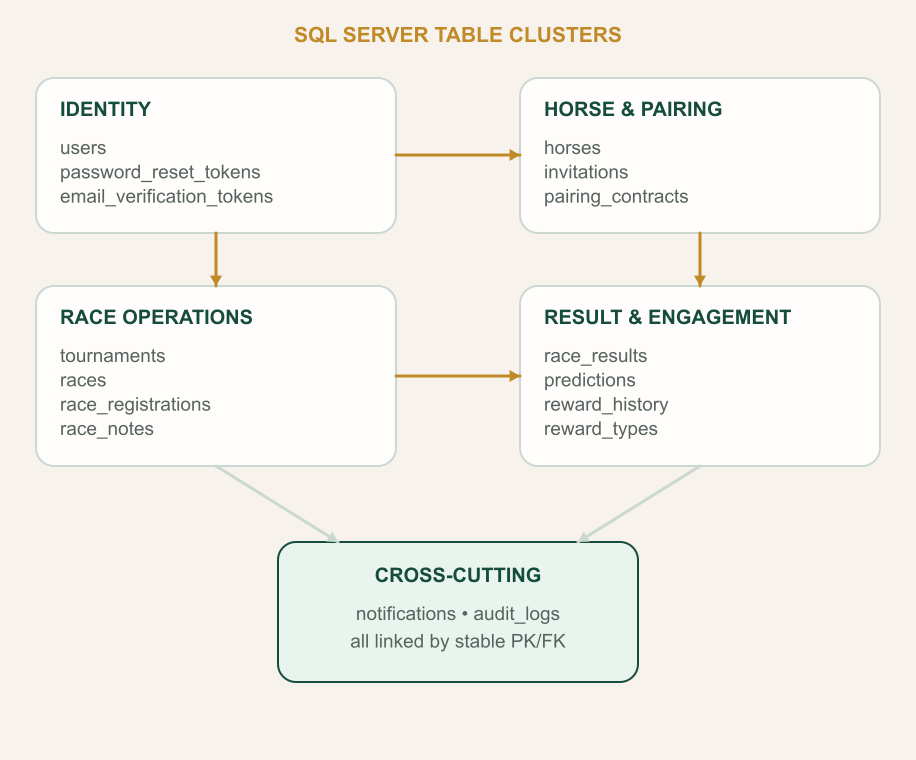 SQL SERVER TABLE CLUSTERS
IDENTITY
users
password_reset_tokens
email_verification_tokens
HORSE & PAIRING
horses
invitations
pairing_contracts
RACE OPERATIONS
tournaments
races
race_registrations
race_notes
RESULT & ENGAGEMENT
race_results
predictions
reward_history
reward_types
CROSS-CUTTING
notifications • audit_logs
all linked by stable PK/FK